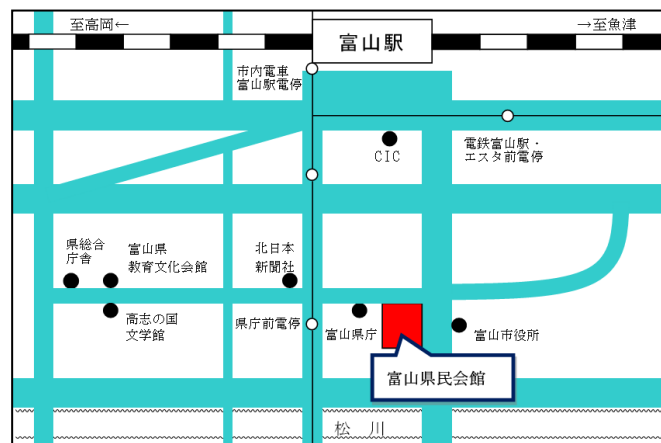 至高岡←
→至魚津
富山駅
市内電車
富山駅電停
CIC
電鉄富山駅・
エスタ前電停
県総合
庁舎
富山県
教育文化会館
北日本
新聞社
高志の国
文学館
県庁前電停
富山県庁
富山市役所
富山県民会館
松 川